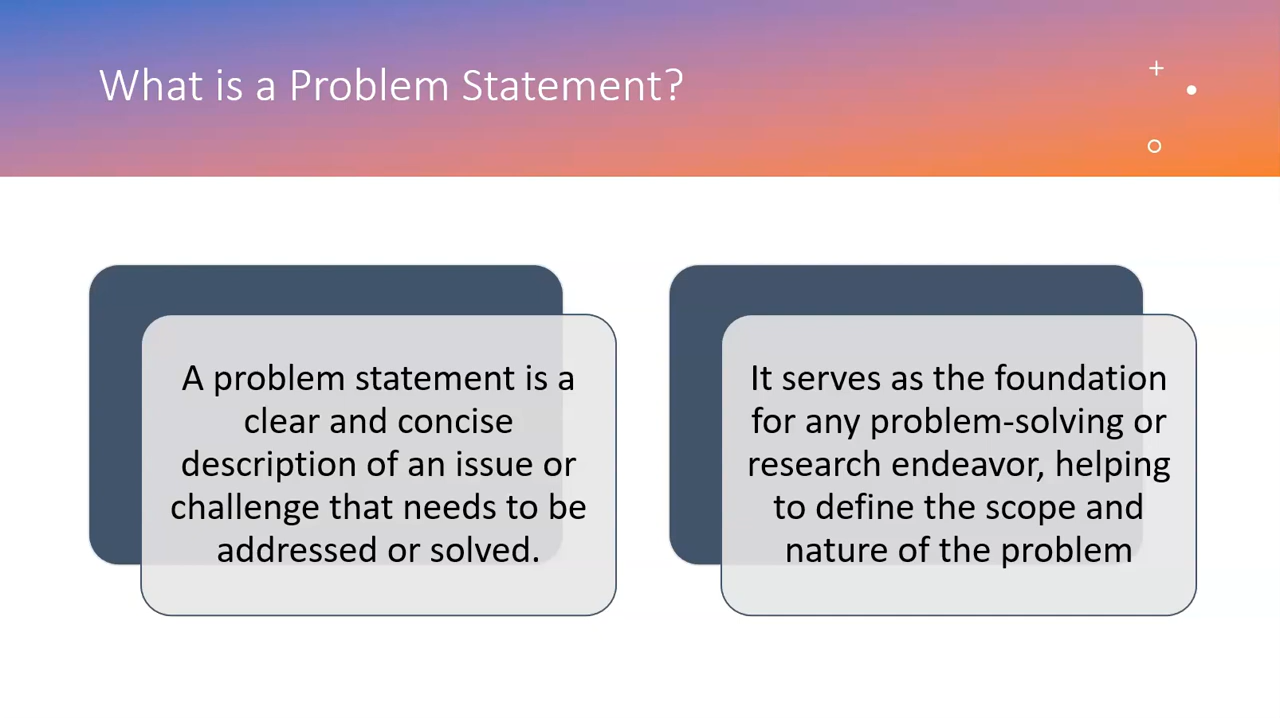 What is a Problem Statement?
A problem statement is a
clear and concise
description of an issue or
challenge that needs to be
addressed or solved.
It serves as the foundation
for any problem-solving or
research endeavor, helping
to define the scope and
nature of the problem